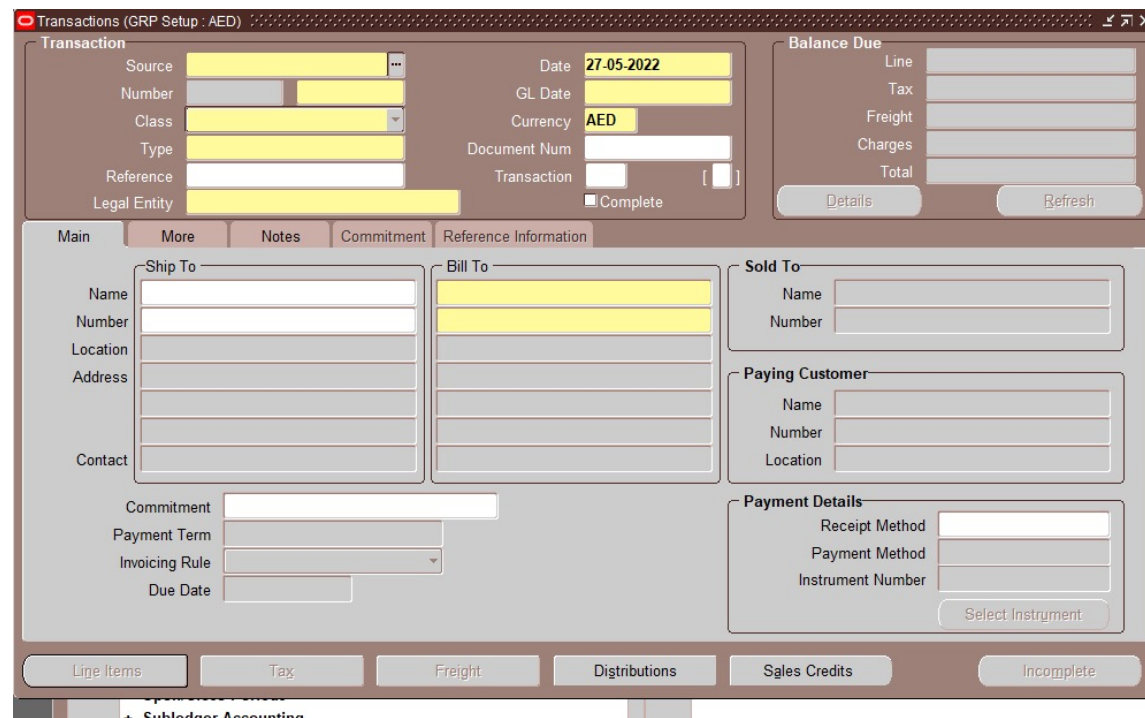 Transactions (GRP Setup : AED)
Transaction
Source
...
Date 27-05-2022
Number
GL Date
Class
Currency AED
Type
Document Num
Reference
Transaction [ ]
Legal Entity
Complete
Balance Due
Line
Tax
Freight
Charges
Total
Details
Refresh
Main
More
Notes
Commitment
Reference Information
Ship To
Bill To
Name
Number
Location
Address
Contact
Sold To
Name
Number
Paying Customer
Name
Number
Location
Commitment
Payment Term
Invoicing Rule
Due Date
Payment Details
Receipt Method
Payment Method
Instrument Number
Select Instrument
Line Items
Tax
Freight
Distributions
Sales Credits
Incomplete
+ Subledger Accounting